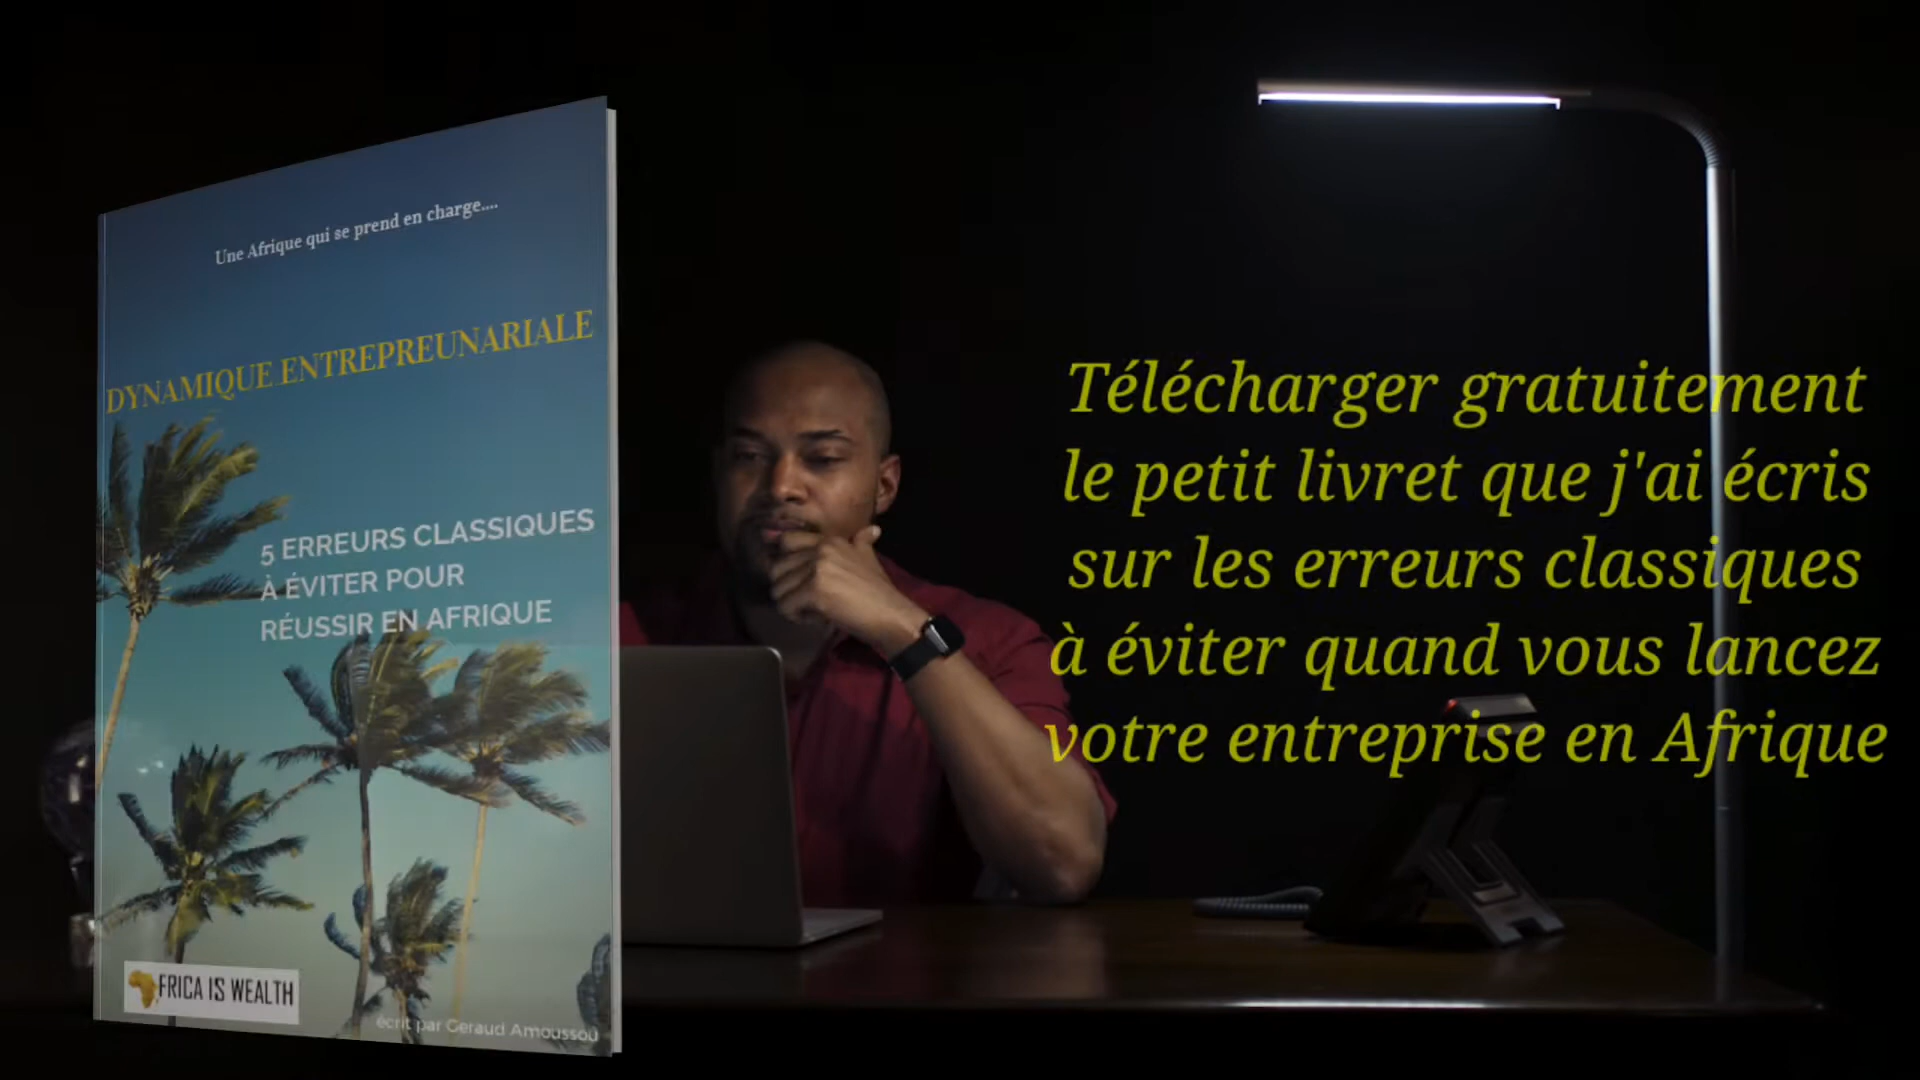 Une Afrique qui se prend en charge....
DYNAMIQUE ENTREPREUNARIALE
5 ERREURS CLASSIQUES
À ÉVITER POUR
RÉUSSIR EN AFRIQUE
FRICA IS WEALTH
écrit par Geraud Amoussou
Télécharger gratuitement
le petit livret que j'ai écris
sur les erreurs classiques
à éviter quand vous lancez
votre entreprise en Afrique